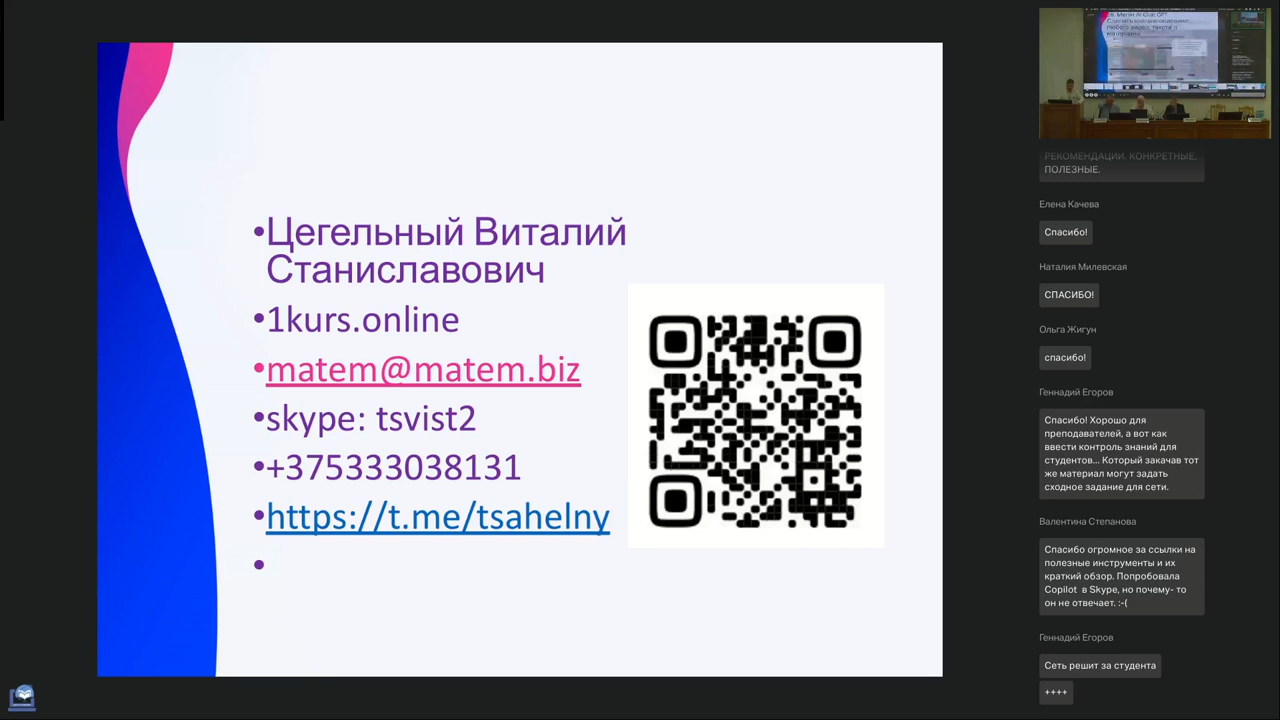 •Цегельный Виталий
Станиславович
•1kurs.online
•matem@matem.biz
•skype: tsvist2
•+375333038131
•https://t.me/tsahelny
•
РЕКОМЕНДАЦИИ. КОНКРЕТНЫЕ.
ПОЛЕЗНЫЕ.
Елена Качева
Спасибо!
Наталия Милевская
СПАСИБО!
Ольга Жигун
спасибо!
Геннадий Егоров
Спасибо! Хорошо для
преподавателей, а вот как
ввести контроль знаний для
студентов... Который закачав тот
же материал могут задать
сходное задание для сети.
Валентина Степанова
Спасибо огромное за ссылки на
полезные инструменты и их
краткий обзор. Попробовала
Copilot в Skype, но почему- то
он не отвечает. :-(
Геннадий Егоров
Сеть решит за студента
++++